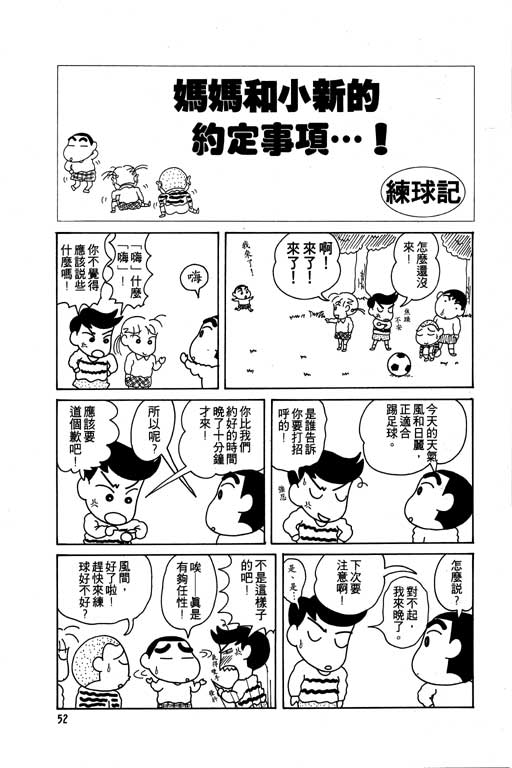 媽媽和小新的
約定事項…!
練球記
怎麼還沒
來!
焦躁
不安
啊!
來了!
來了!
我來了!
嗨
「嗨」什麼
「嗨」!
你不覺得
應該說些
什麼嗎!
今天的天氣
風和日麗,
正適合
踢足球。
是誰告訴
你要打招
呼的!
強忍
你比我們
約好的時間
晚了十分鐘
才來!
所以呢?
應該要
道個歉吧!
怎麼說?
對不起,
我來晚了。
下次要
注意啊!
是、是…
不是這樣子
的吧!
唉,真是
有夠任性!
風間,
好了啦!
趕快來練
球好不好?
52